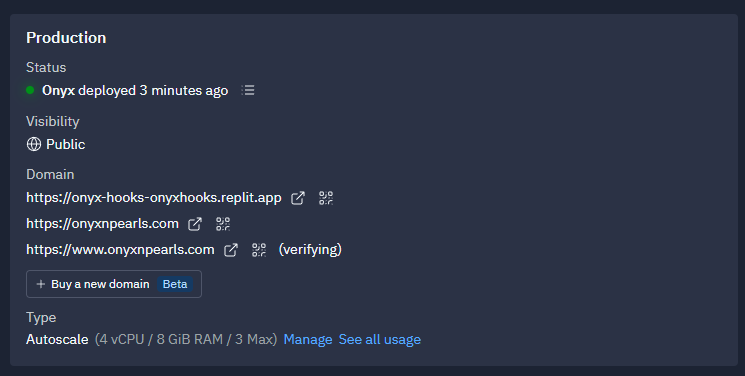 Production
Status
Onyx deployed 3 minutes ago
Visibility
Public
Domain
https://onyx-hooks-onyxhooks.replit.app
https://onyxnpearls.com
https://www.onyxnpearls.com (verifying)
+ Buy a new domain Beta
Type
Autoscale (4 vCPU / 8 GiB RAM / 3 Max) Manage See all usage